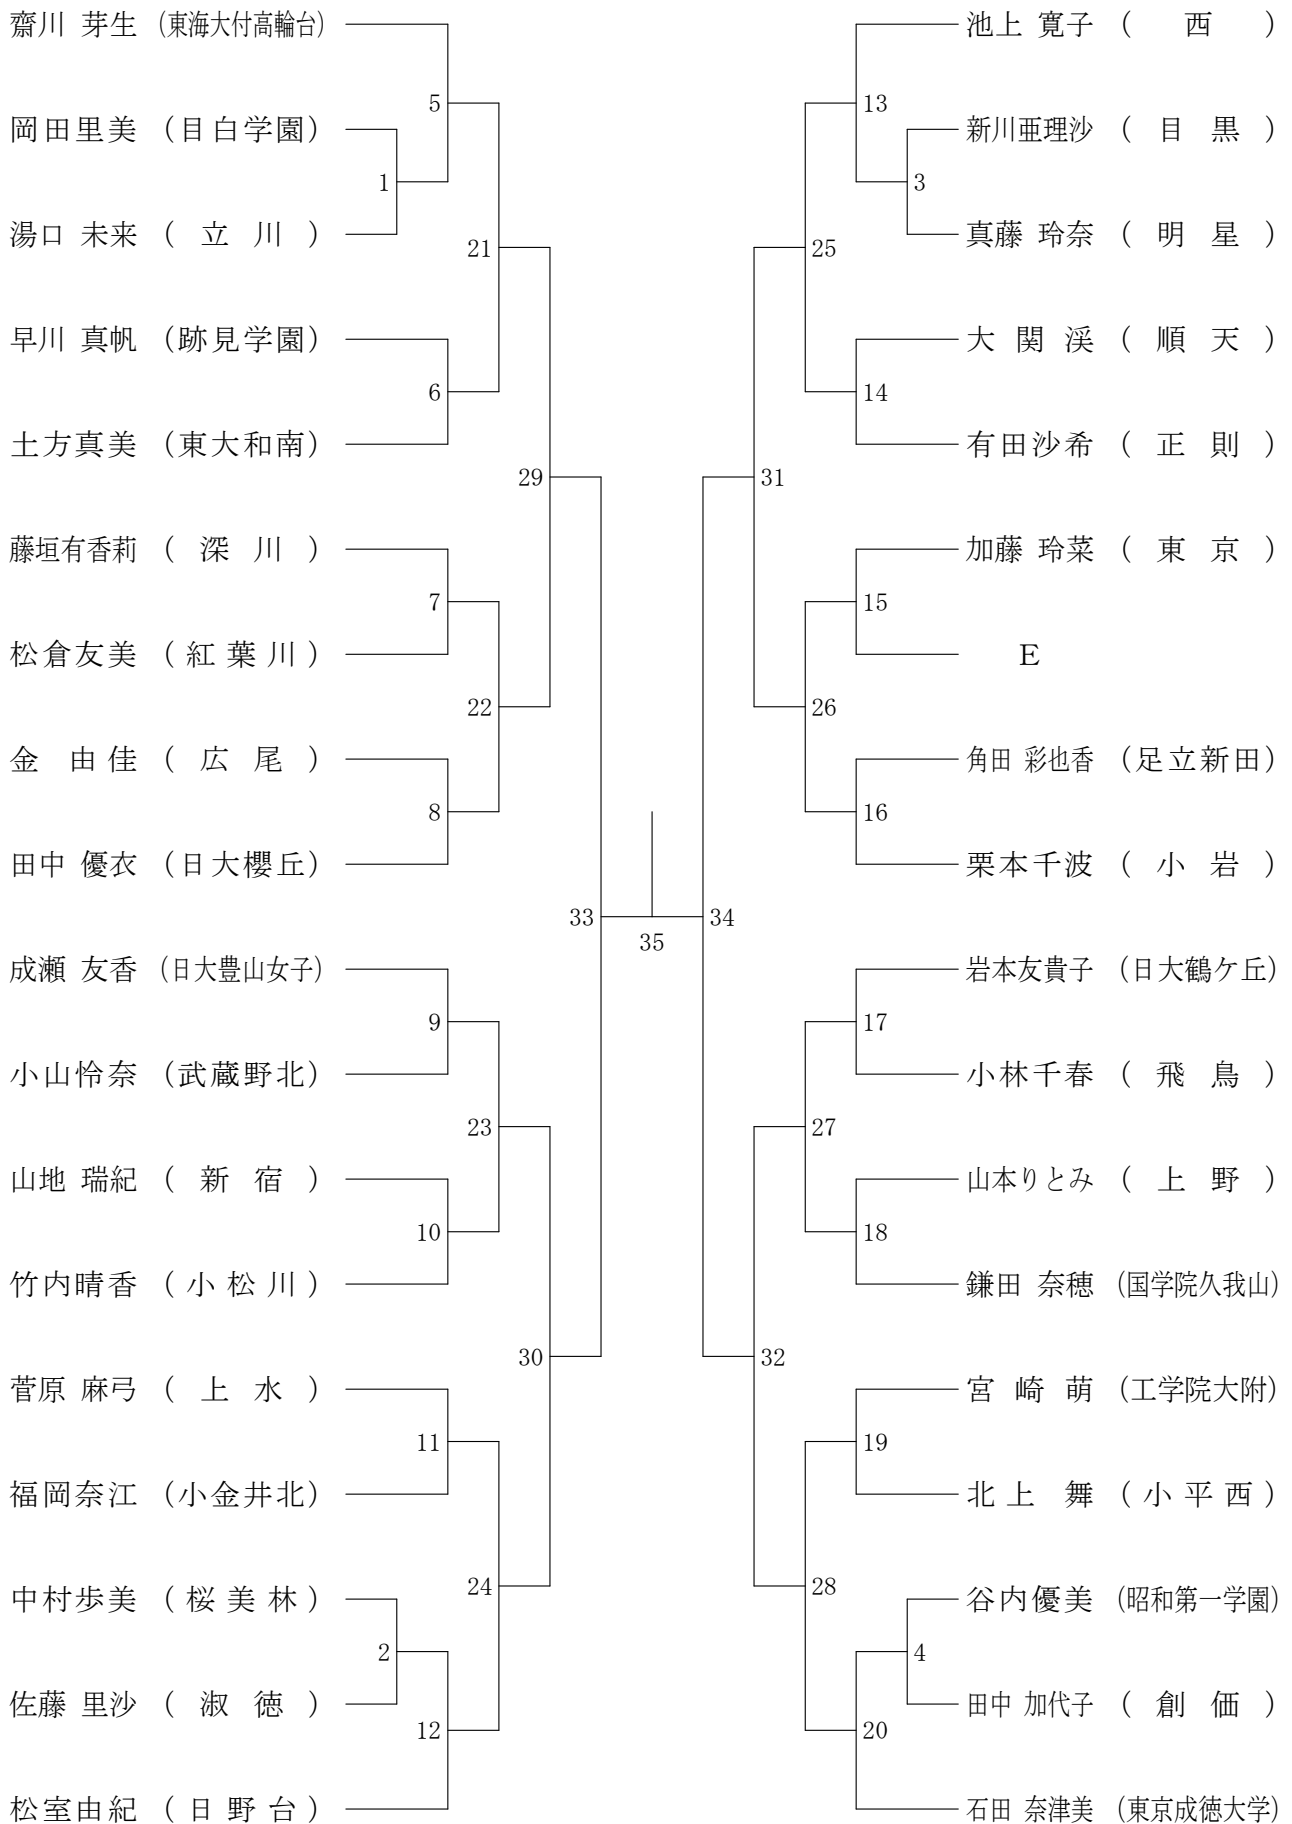 齋川 芽生 (東海大付高輪台)
5
岡田里美 (目白学園)
1
湯口 未来 ( 立 川 )
21
早川 真帆 (跡見学園)
6
土方真美 (東大和南)
29
藤垣有香莉 ( 深 川 )
7
松倉友美 (紅葉川)
22
金 由佳 ( 広 尾 )
8
田中 優衣 (日大櫻丘)
33
成瀬 友香 (日大豊山女子)
9
小山怜奈 (武蔵野北)
23
山地 瑞紀 ( 新 宿 )
10
竹内晴香 (小松川)
30
菅原 麻弓 ( 上 水 )
11
福岡奈江 (小金井北)
24
中村歩美 (桜美林)
2
佐藤 里沙 ( 淑 徳 )
12
松室由紀 (日野台)
35
池上 寛子 ( 西 )
13
新川亜理沙 ( 目 黒 )
3
真藤 玲奈 ( 明 星 )
25
大 関 渓 ( 順 天 )
14
有田沙希 ( 正 則 )
31
加藤 玲菜 ( 東 京 )
15
E
26
角田 彩也香 (足立新田)
16
栗本千波 ( 小 岩 )
34
岩本友貴子 (日大鶴ケ丘)
17
小林千春 ( 飛 鳥 )
27
山本りとみ ( 上 野 )
18
鎌田 奈穂 (国学院久我山)
32
宮 崎 萌 (工学院大附)
19
北上 舞 (小平西)
28
谷内優美 (昭和第一学園)
4
田中 加代子 ( 創 価 )
20
石田 奈津美 (東京成徳大学)